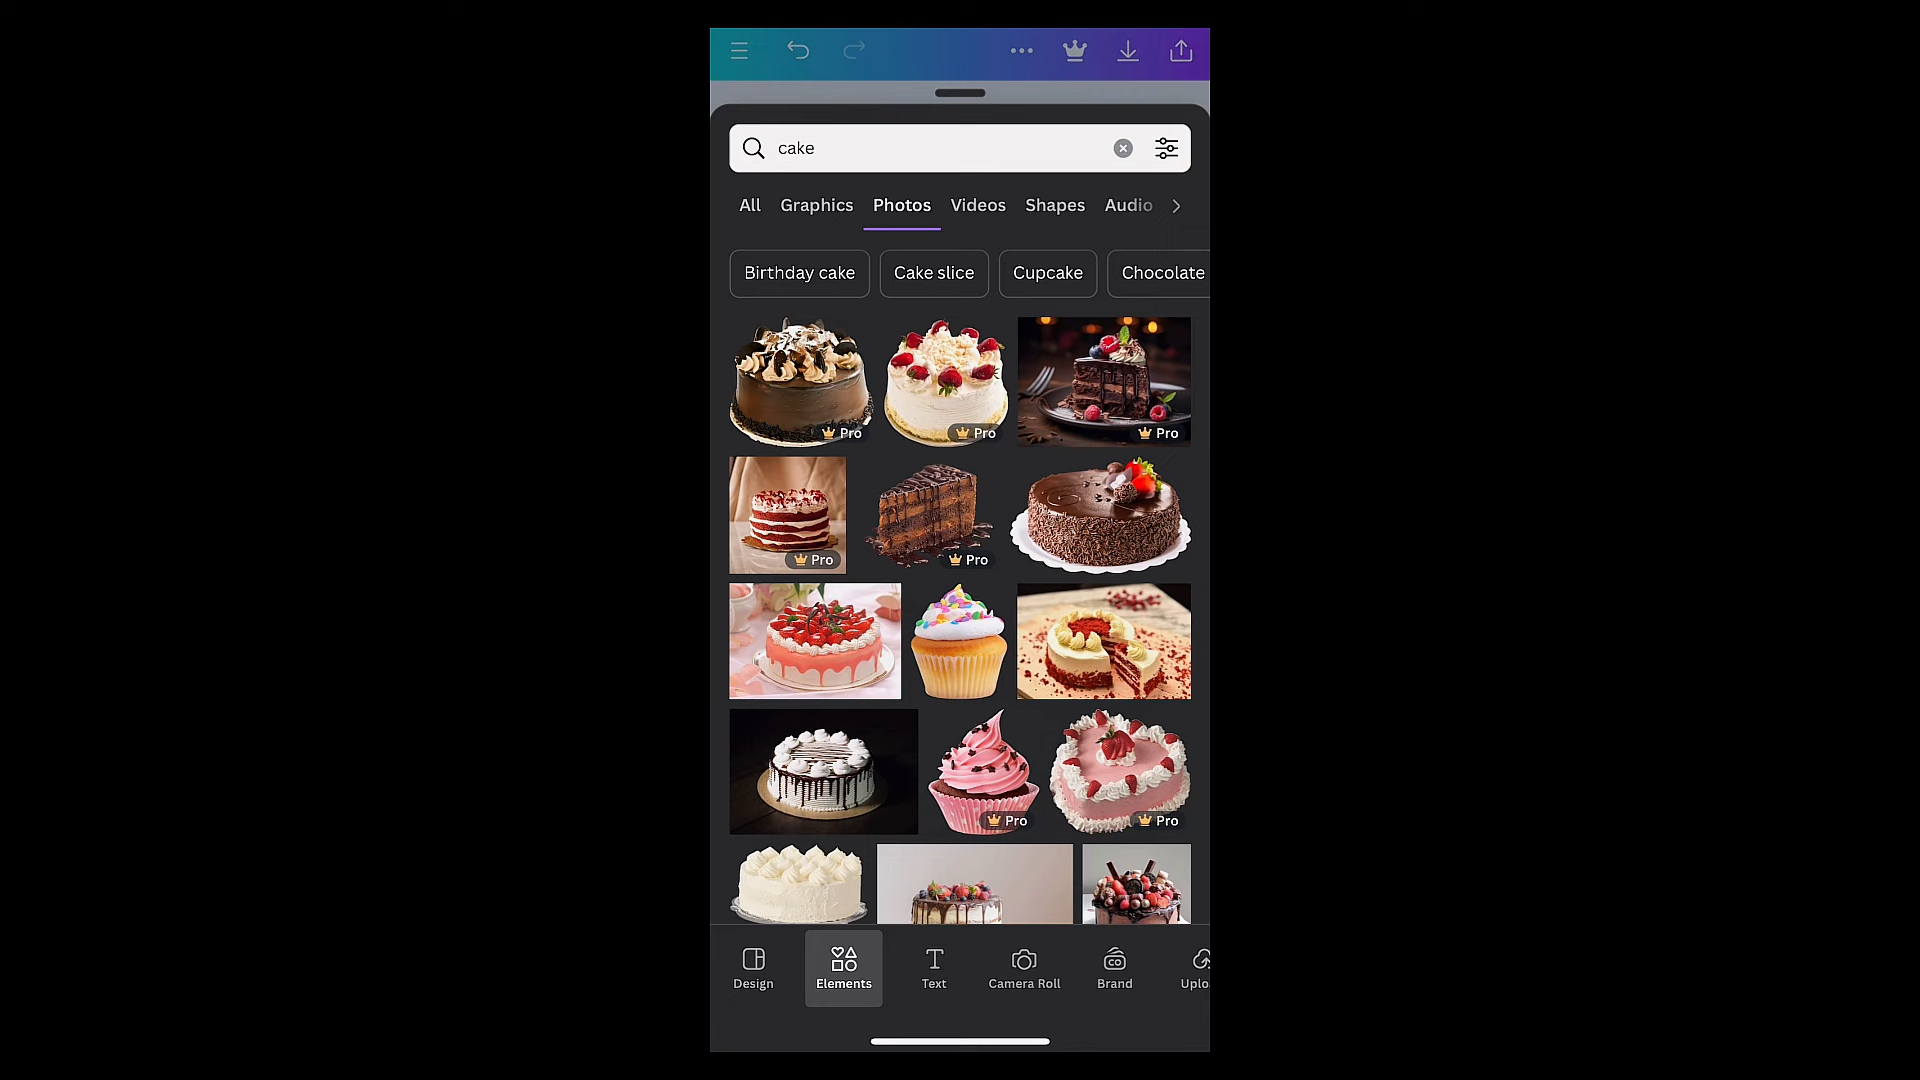 cake
All Graphics Photos Videos Shapes Audio
Birthday cake Cake slice Cupcake Chocolate
Pro Pro Pro
Pro Pro
Pro Pro
Design Elements Text Camera Roll Brand Uplo